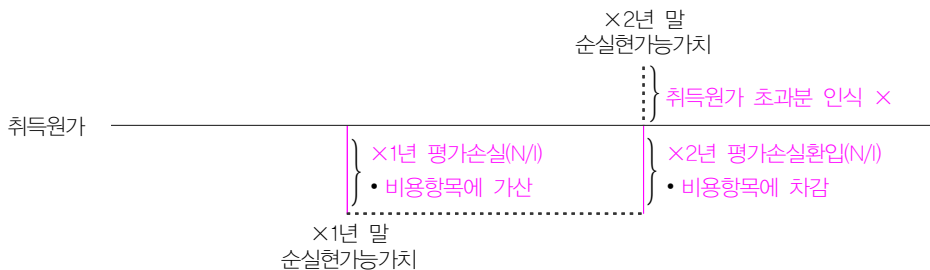 ×2년 말
순실현가능가치
취득원가 초과분 인식 ×
취득원가
×1년 평가손실(N/I)
• 비용항목에 가산
×2년 평가손실환입(N/I)
• 비용항목에 차감
×1년 말
순실현가능가치